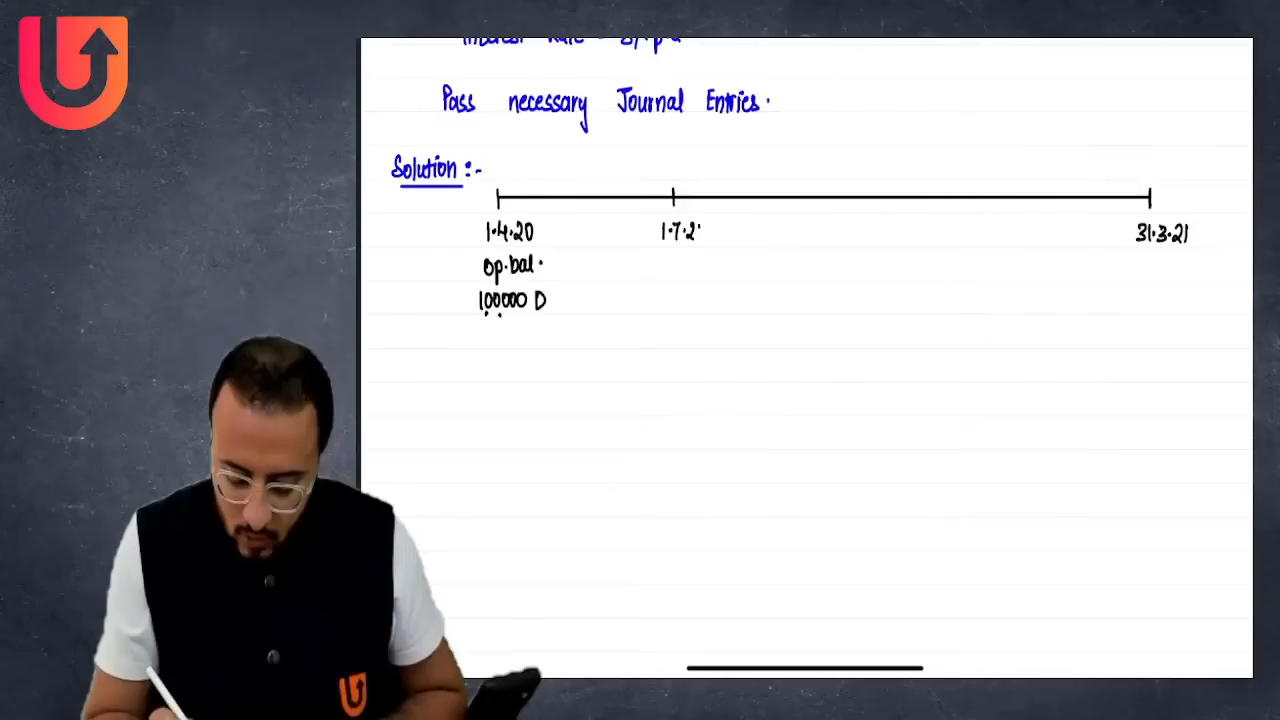 Pass necessary Journal Entries.
Solution :-
1.4.20 1.7.2 31.3.21
op.bal.
100000 D